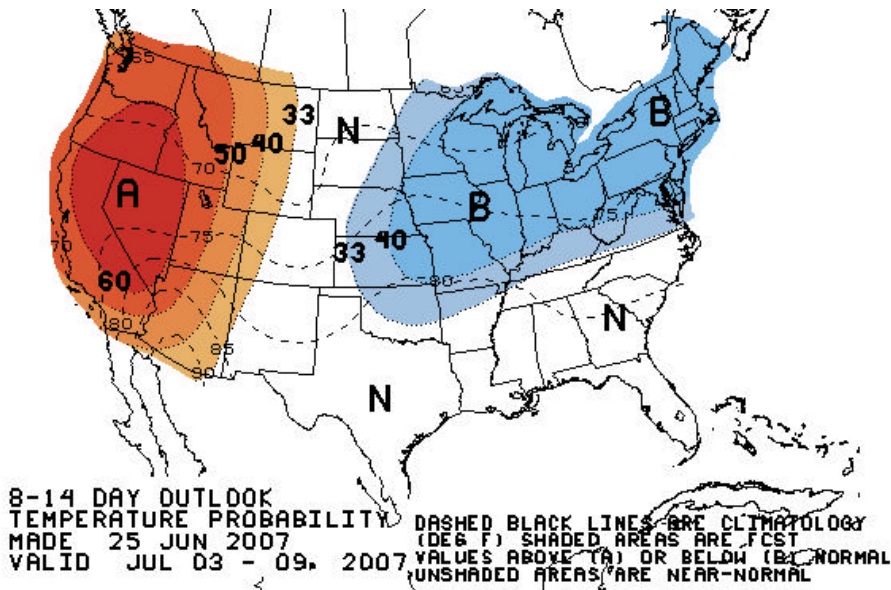 65
33
N
B
40
50
70
A
B
75
75
70
33
40
60
80
N
80
85
90
N
8-14 DAY OUTLOOK
TEMPERATURE PROBABILITY
MADE 25 JUN 2007
VALID JUL 03 - 09, 2007
DASHED BLACK LINES ARE CLIMATOLOGY
(DEG F) SHADED AREAS ARE FCST
VALUES ABOVE (A) OR BELOW (B) NORMAL
UNSHADED AREAS ARE NEAR-NORMAL